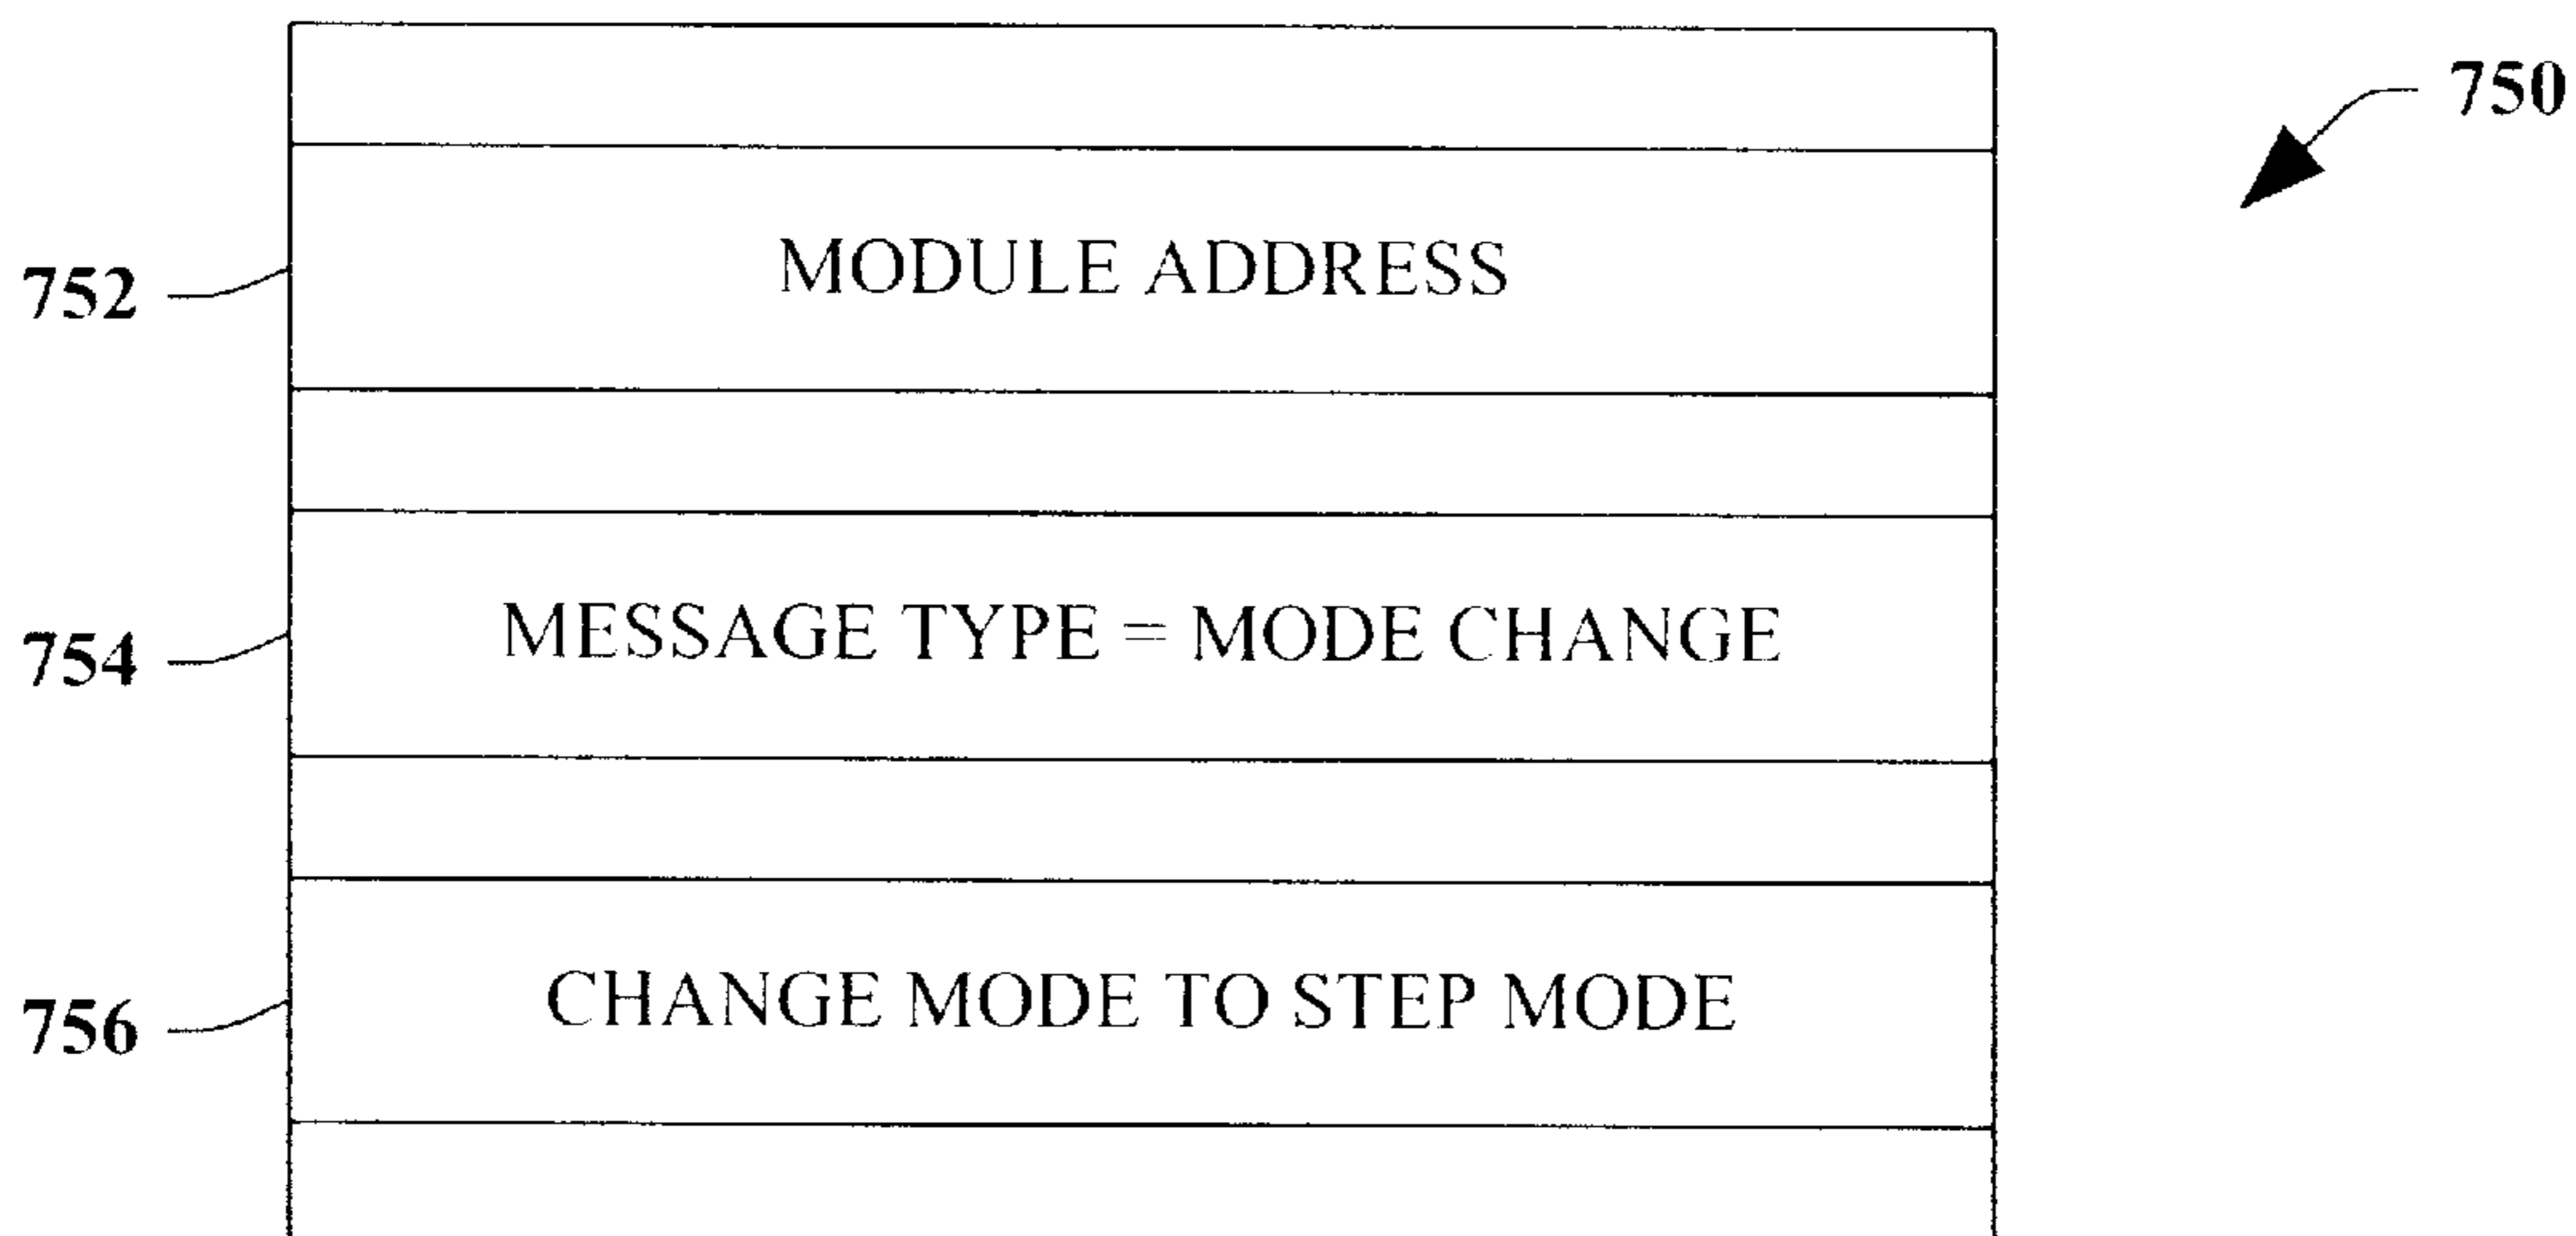 750
752 MODULE ADDRESS
754 MESSAGE TYPE = MODE CHANGE
756 CHANGE MODE TO STEP MODE